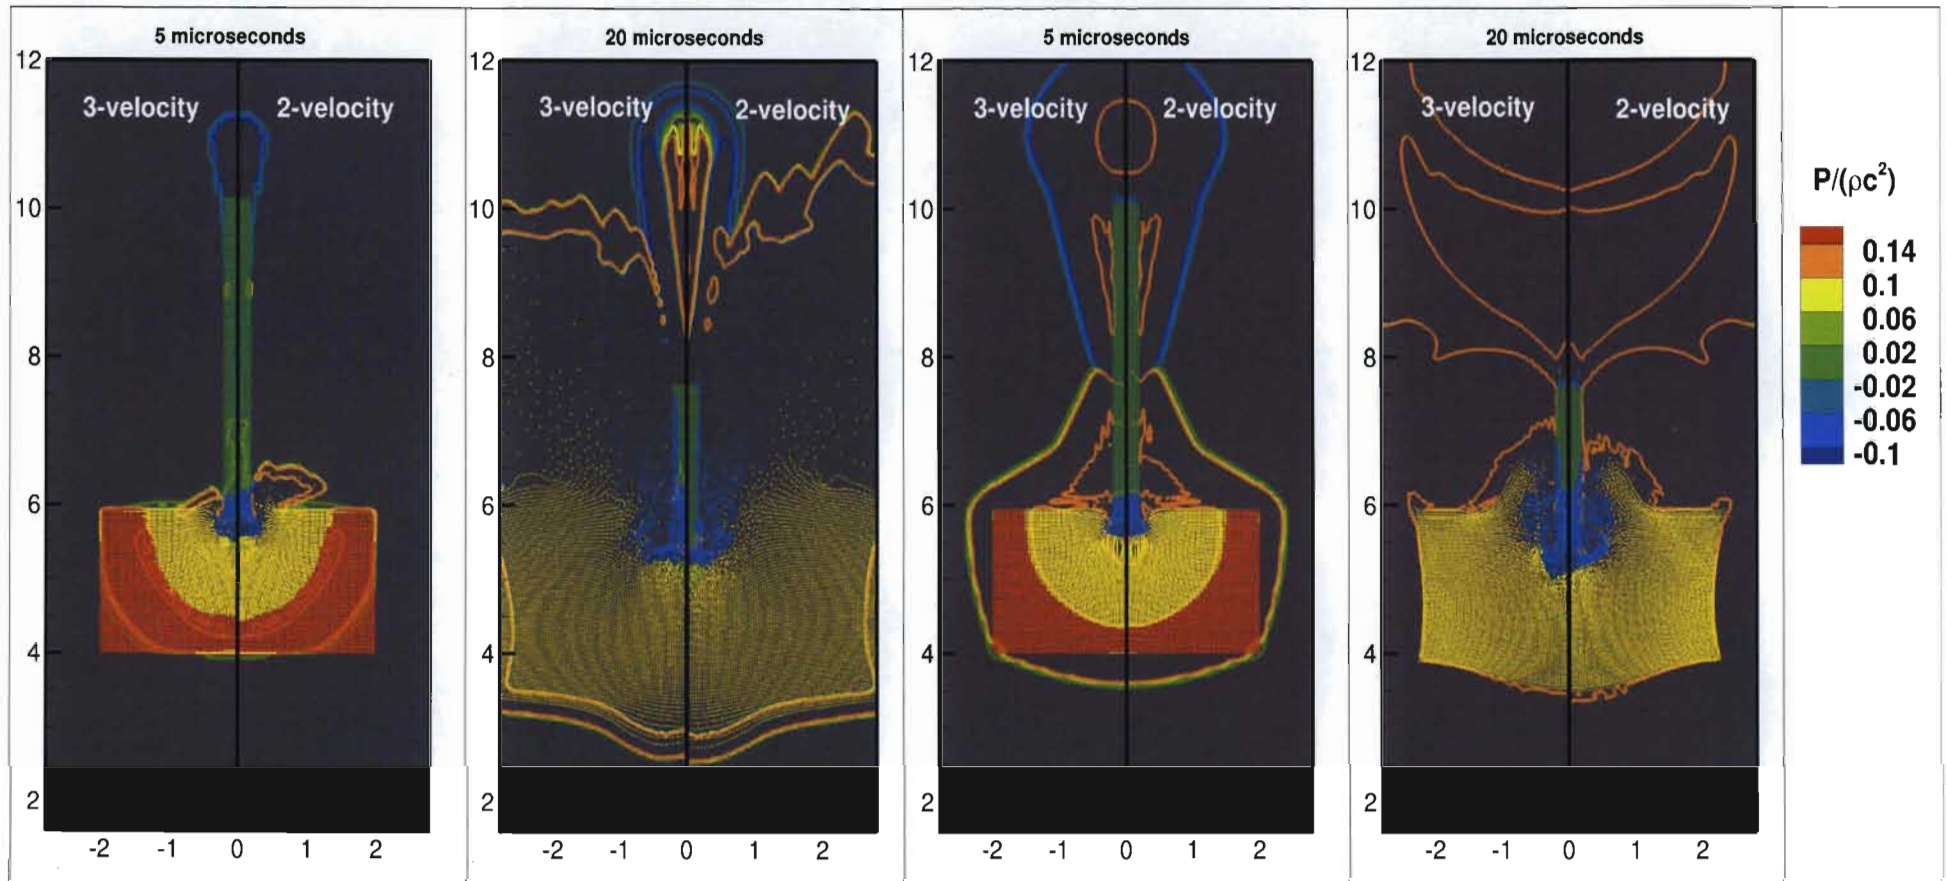 5 microseconds
20 microseconds
5 microseconds
20 microseconds
12
3-velocity 2-velocity
10
8
6
4
2
-2 -1 0 1 2
12
3-velocity 2-velocity
10
8
6
4
2
-2 -1 0 1 2
12
3-velocity 2-velocity
10
8
6
4
2
-2 -1 0 1 2
12
3-velocity 2-velocity
10
8
6
4
2
-2 -1 0 1 2
P/(ρc²)
0.14
0.1
0.06
0.02
-0.02
-0.06
-0.1